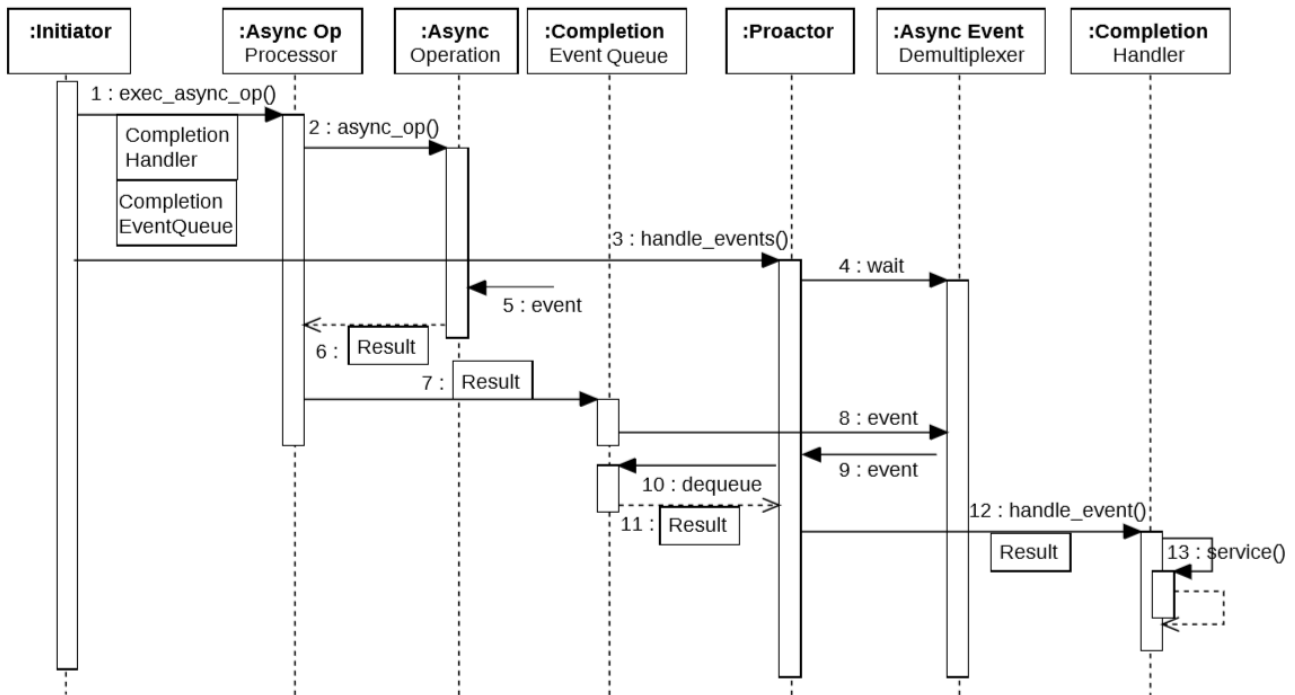 :Initiator
:Async Op
Processor
:Async
Operation
:Completion
Event Queue
:Proactor
:Async Event
Demultiplexer
:Completion
Handler
1 : exec_async_op()
Completion
Handler
Completion
EventQueue
2 : async_op()
3 : handle_events()
4 : wait
5 : event
6 :
Result
7 :
Result
8 : event
9 : event
10 : dequeue
11 :
Result
12 : handle_event()
Result
13 : service()